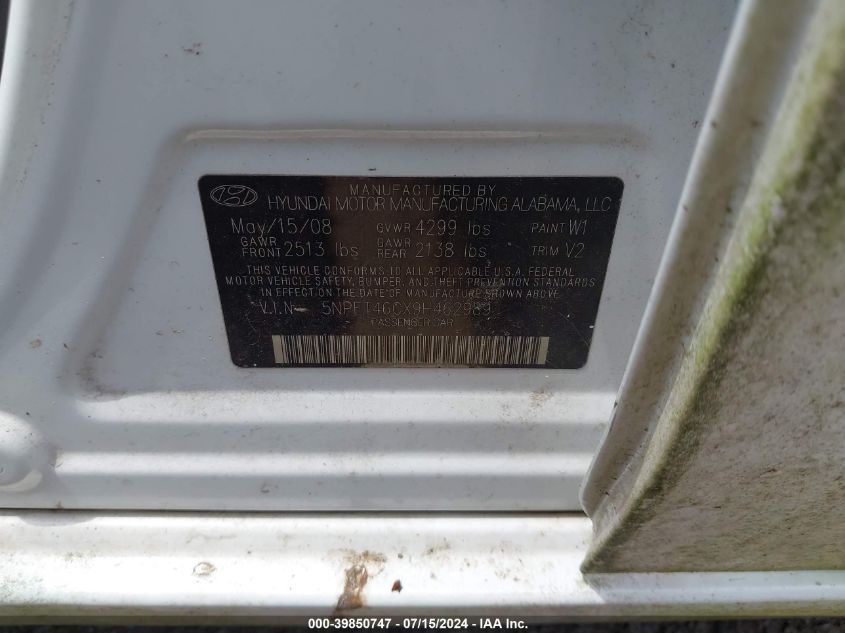 MANUFACTURED BY
HYUNDAI MOTOR MANUFACTURING ALABAMA, LLC
May/15/08 GVWR 4299 lbs PAINT W1
GAWR FRONT 2513 lbs GAWR REAR 2138 lbs TRIM V2
THIS VEHICLE CONFORMS TO ALL APPLICABLE U.S.A. FEDERAL
MOTOR VEHICLE SAFETY, BUMPER, AND THEFT PREVENTION STANDARDS
IN EFFECT ON THE DATE OF MANUFACTURE SHOWN ABOVE
V.I.N 5NPET46CX9H462989
PASSENGER CAR
000-39850747 - 07/15/2024 - IAA Inc.